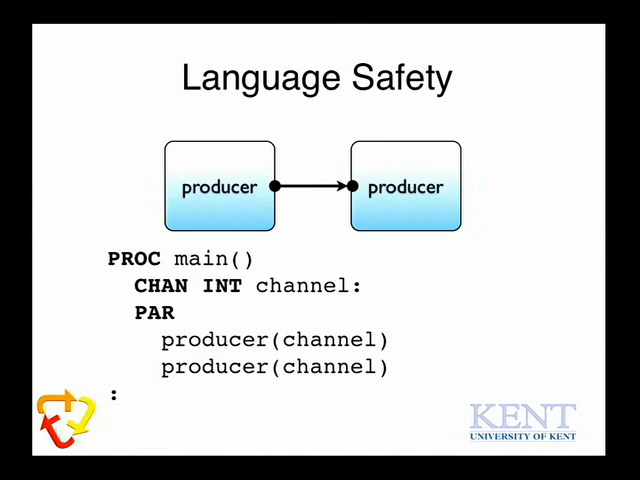 Language Safety
producer producer
PROC main()
CHAN INT channel:
PAR
producer(channel)
producer(channel)
:
KENT
UNIVERSITY OF KENT